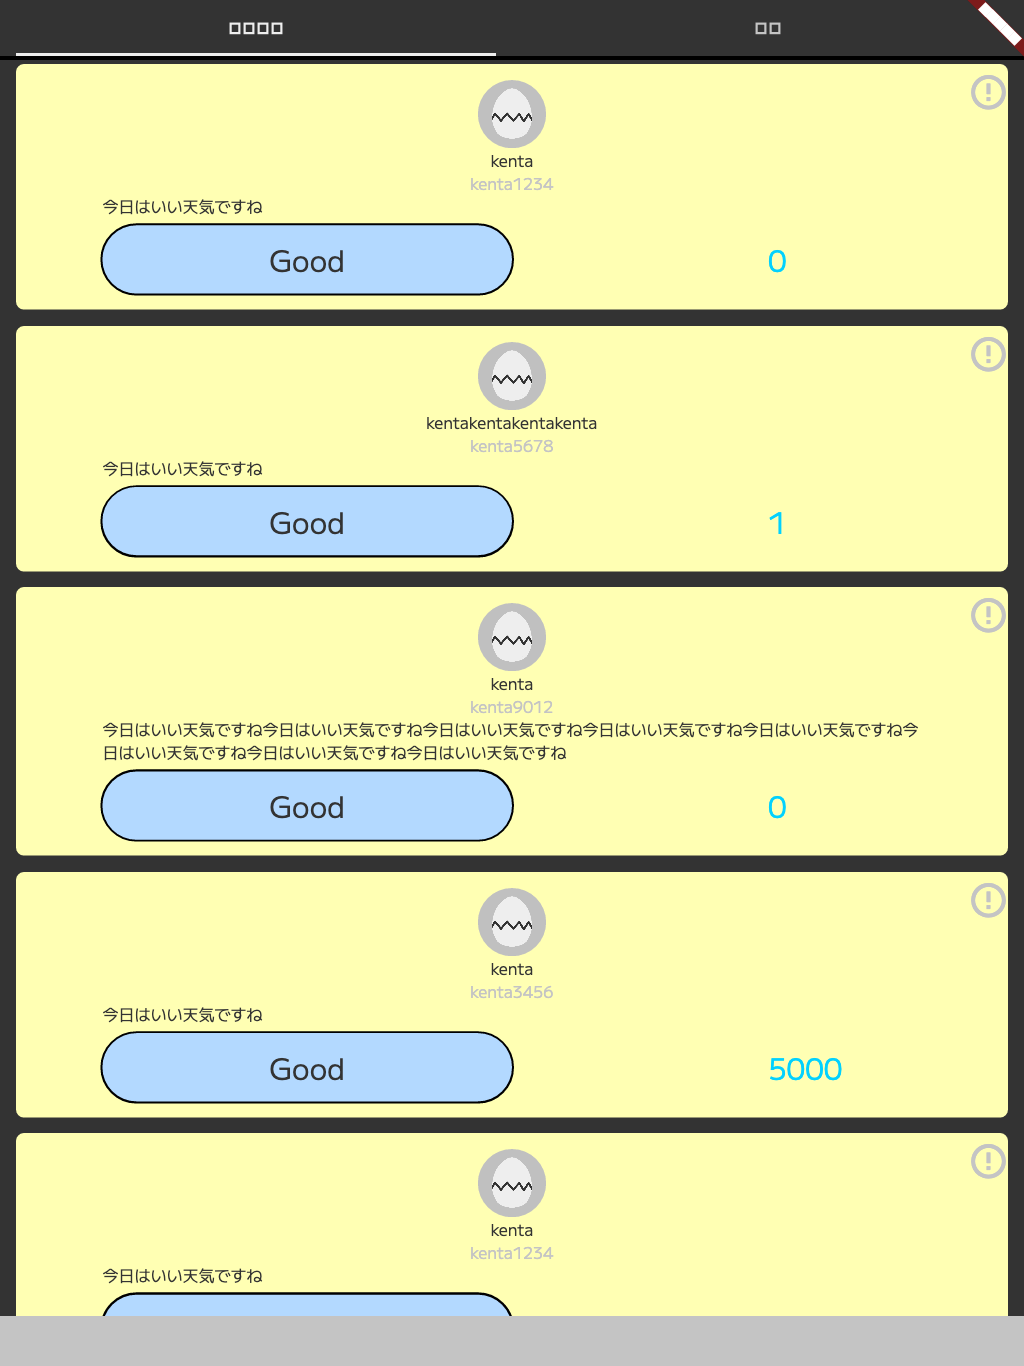 kenta
kenta1234
今日はいい天気ですね
Good
0
kentakentakentakenta
kenta5678
今日はいい天気ですね
Good
1
kenta
kenta9012
今日はいい天気ですね今日はいい天気ですね今日はいい天気ですね今日はいい天気ですね今日はいい天気ですね今
日はいい天気ですね今日はいい天気ですね今日はいい天気ですね
Good
0
kenta
kenta3456
今日はいい天気ですね
Good
5000
kenta
kenta1234
今日はいい天気ですね